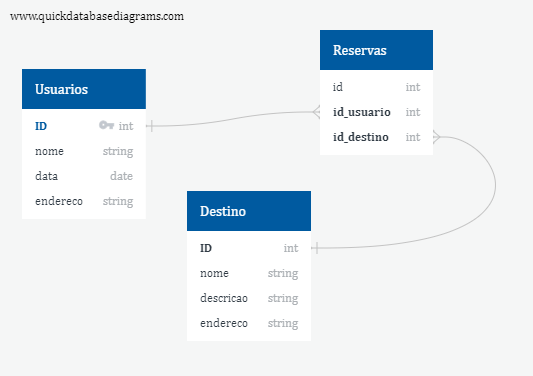 www.quickdatabasediagrams.com
Usuarios
ID int
nome string
data date
endereco string
Reservas
id int
id_usuario int
id_destino int
Destino
ID int
nome string
descricao string
endereco string